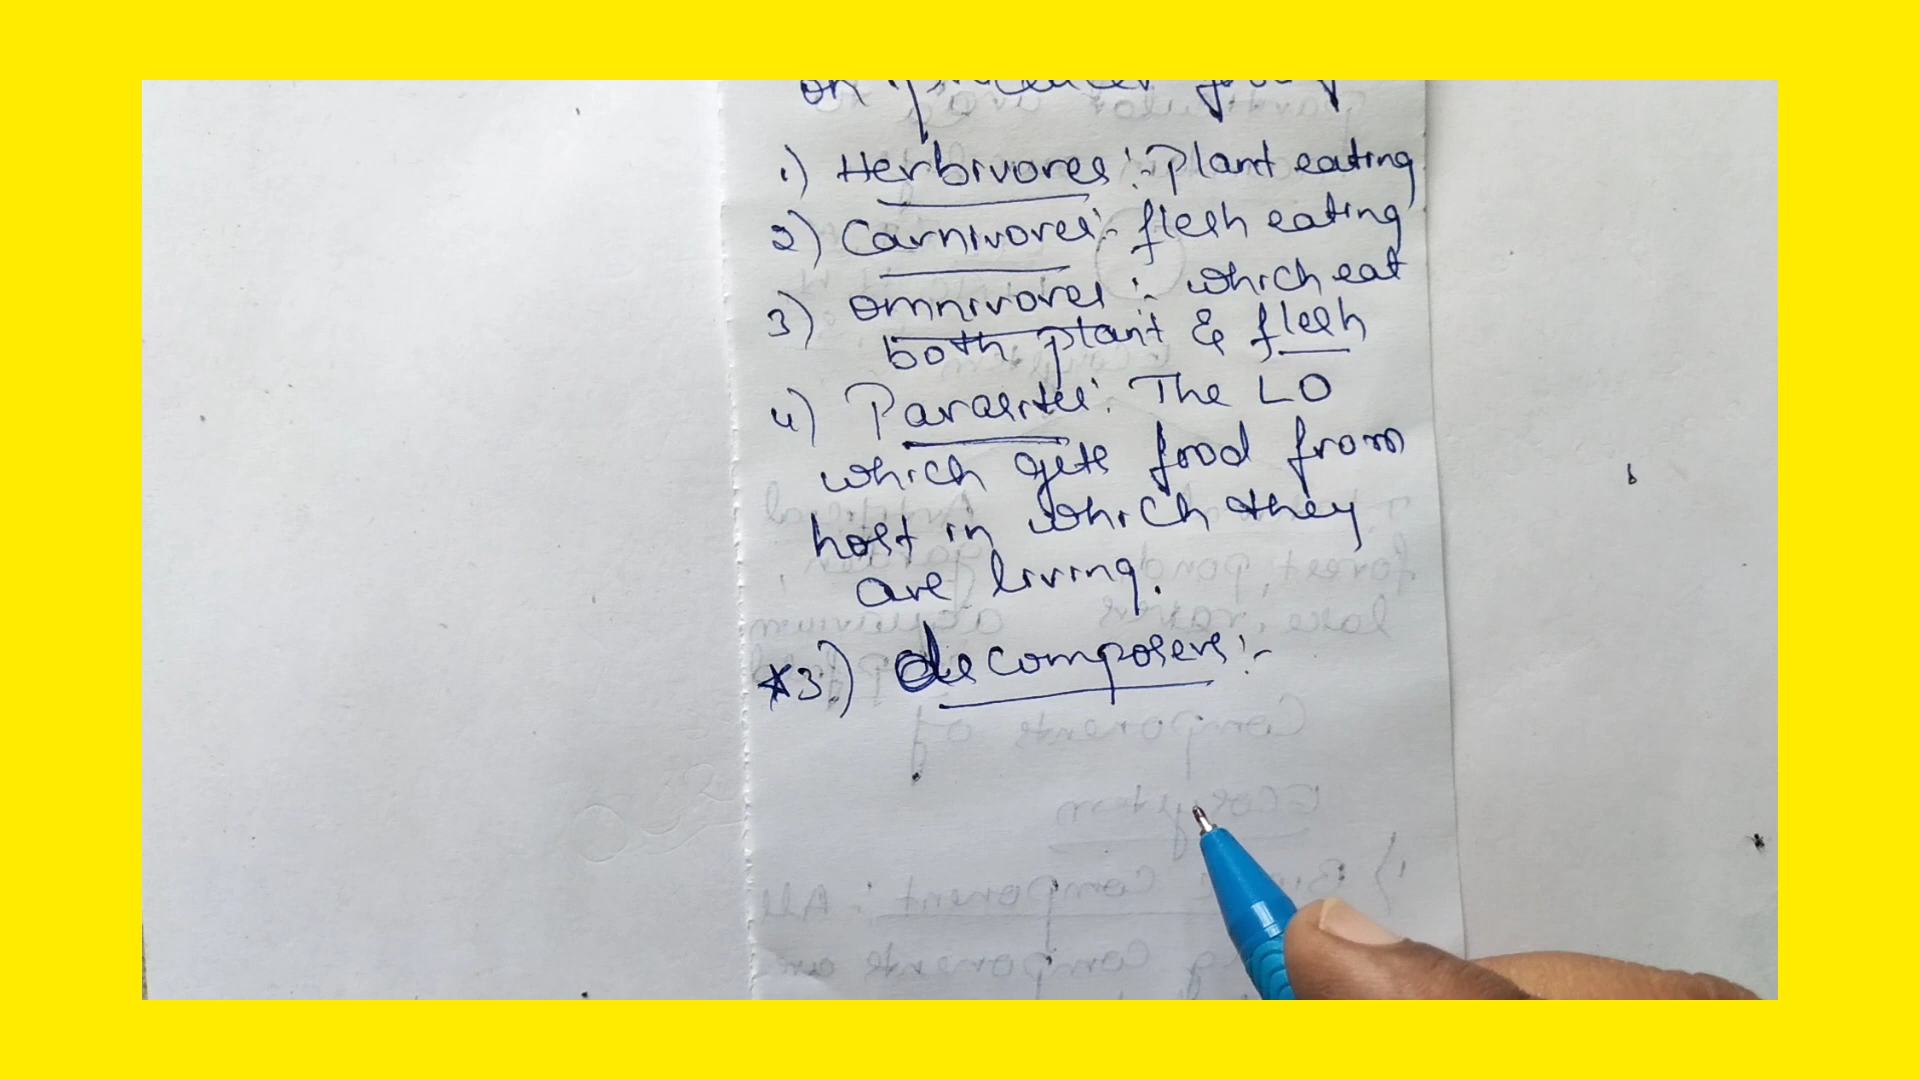 on
1.) Herbivores :- Plant eating
2) Carnivores :- flesh eating
3) omnivores :- which eat
both plant & flesh
4) Parasites : The LO
which gets food from
host in which they
are living.
*3) decomposers :-